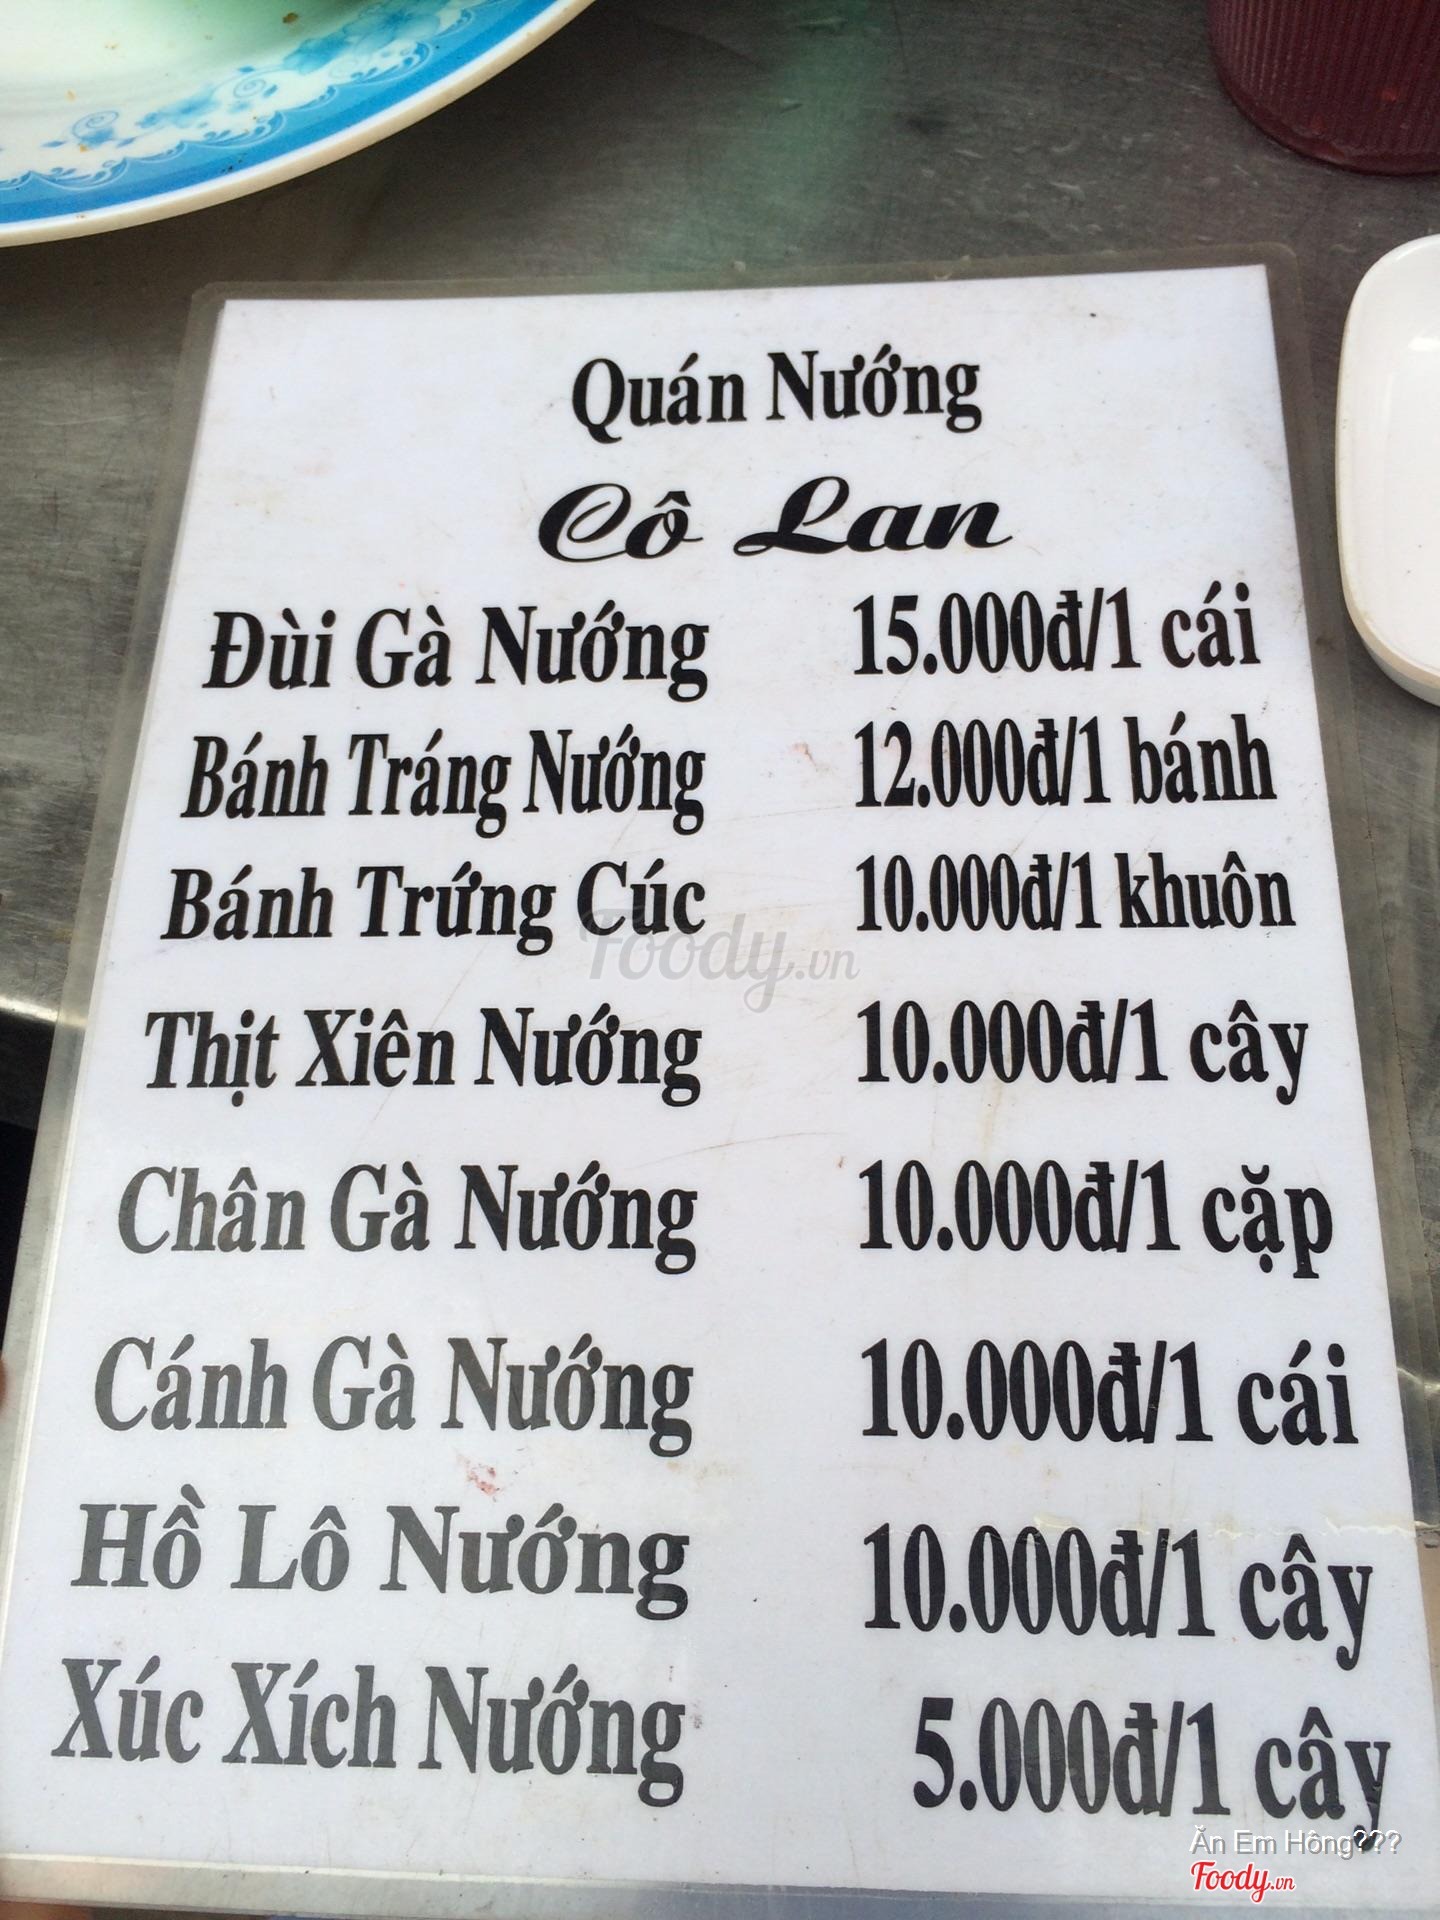 Quán Nướng
Cô Lan
Đùi Gà Nướng 15.000đ/1 cái
Bánh Tráng Nướng 12.000đ/1 bánh
Bánh Trứng Cúc 10.000đ/1 khuôn
Foody.vn
Thịt Xiên Nướng 10.000đ/1 cây
Chân Gà Nướng 10.000đ/1 cặp
Cánh Gà Nướng 10.000đ/1 cái
Hồ Lô Nướng 10.000đ/1 cây
Xúc Xích Nướng 5.000đ/1 cây
Ăn Em Hông???
Foody.vn